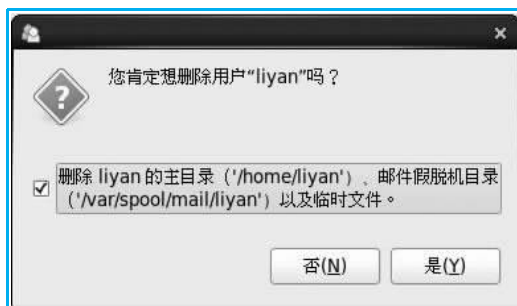 您肯定想删除用户“liyan”吗？
删除 liyan 的主目录（'/home/liyan'）、邮件假脱机目录
（'/var/spool/mail/liyan'）以及临时文件。
否(N)
是(Y)